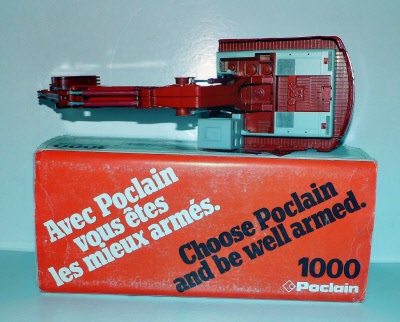 Avec Poclain
vous êtes
les mieux armés.
Choose Poclain
and be well armed.
1000
Poclain